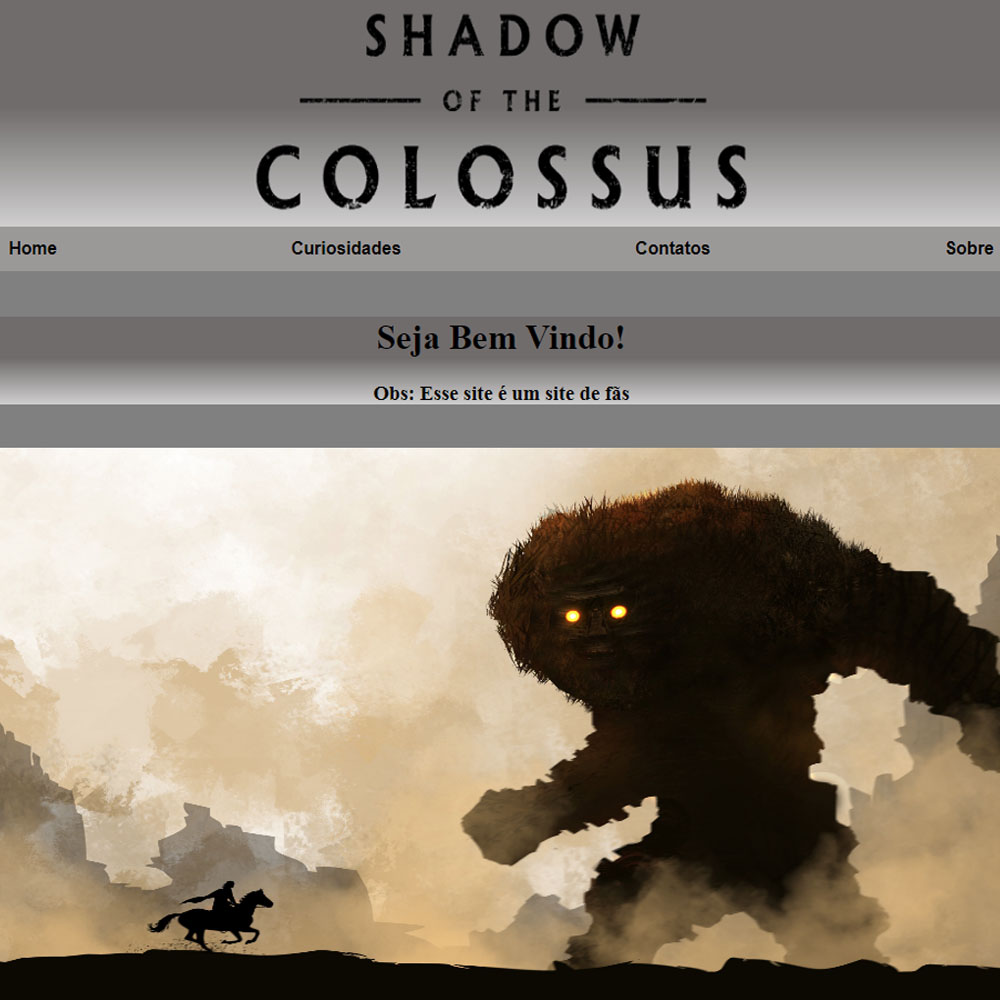 SHADOW
OF THE
COLOSSUS
Home Curiosidades Contatos Sobre
Seja Bem Vindo!
Obs: Esse site é um site de fãs